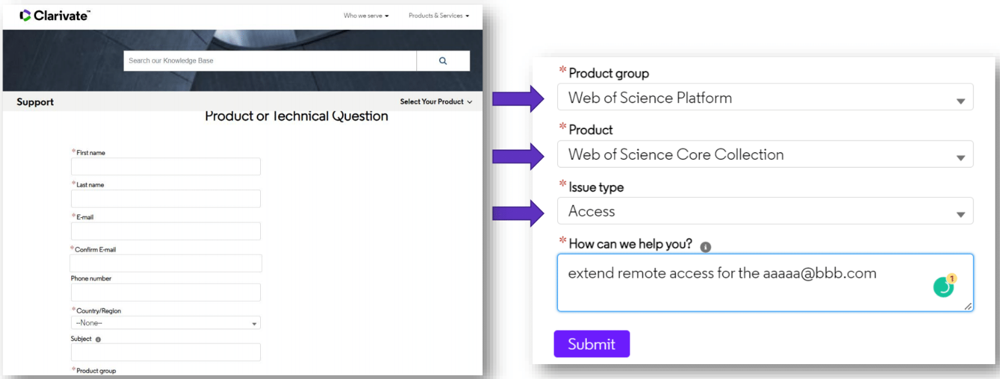 Clarivate™
Who we serve Products & Services
Search our Knowledge Base
Support Select Your Product
Product or Technical Question
* First name
* Last name
* E-mail
* Confirm E-mail
Phone number
* Country/Region
--None--
Subject i
* Product group
* Product group
Web of Science Platform
* Product
Web of Science Core Collection
* Issue type
Access
* How can we help you? i
extend remote access for the aaaaa@bbb.com
1
Submit